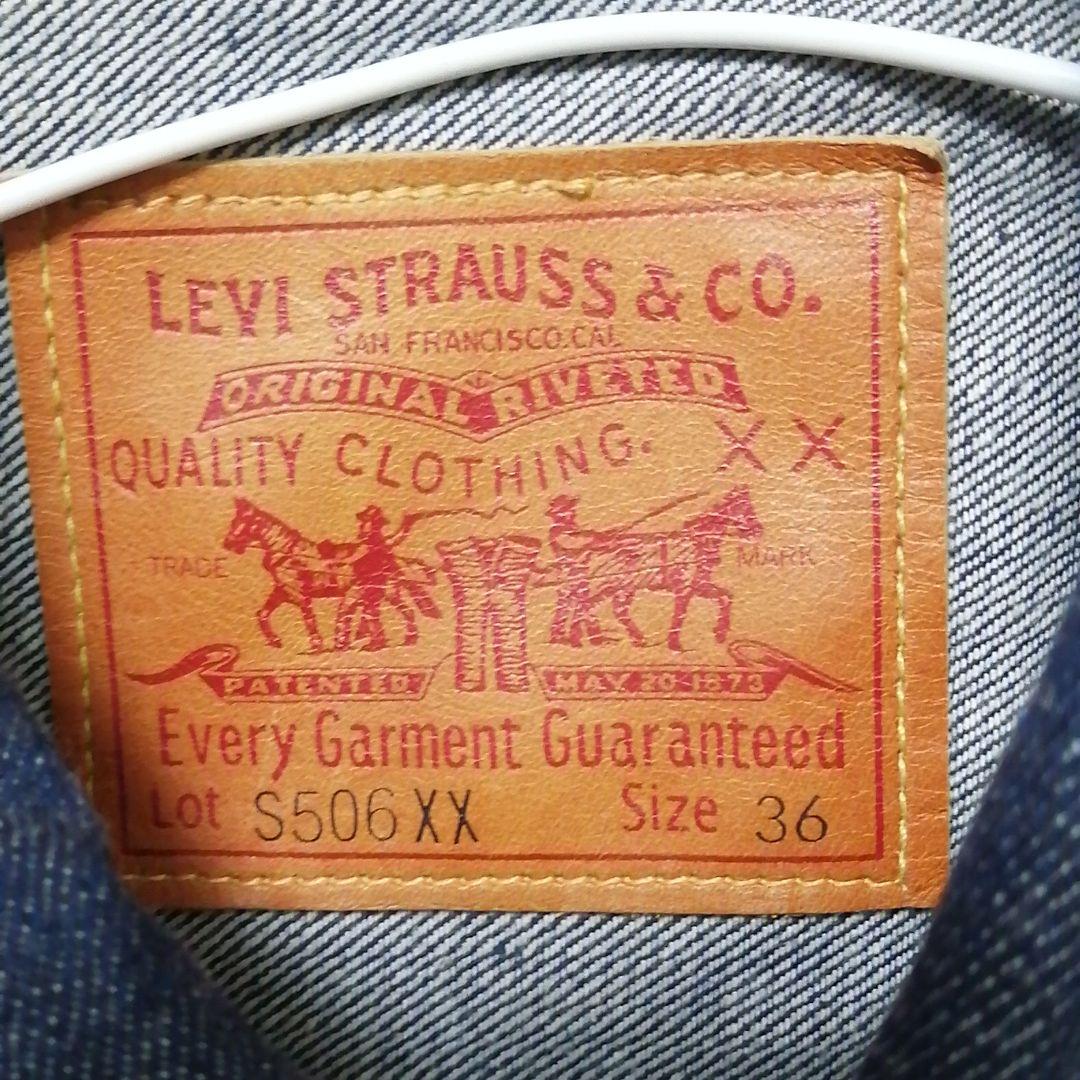 LEVI STRAUSS & CO.
SAN FRANCISCO.CAL
ORIGINAL RIVETED
QUALITY CLOTHING. XX
TRADE MARK
PATENTED MAY 20 1873
Every Garment Guaranteed
Lot S506XX Size 36